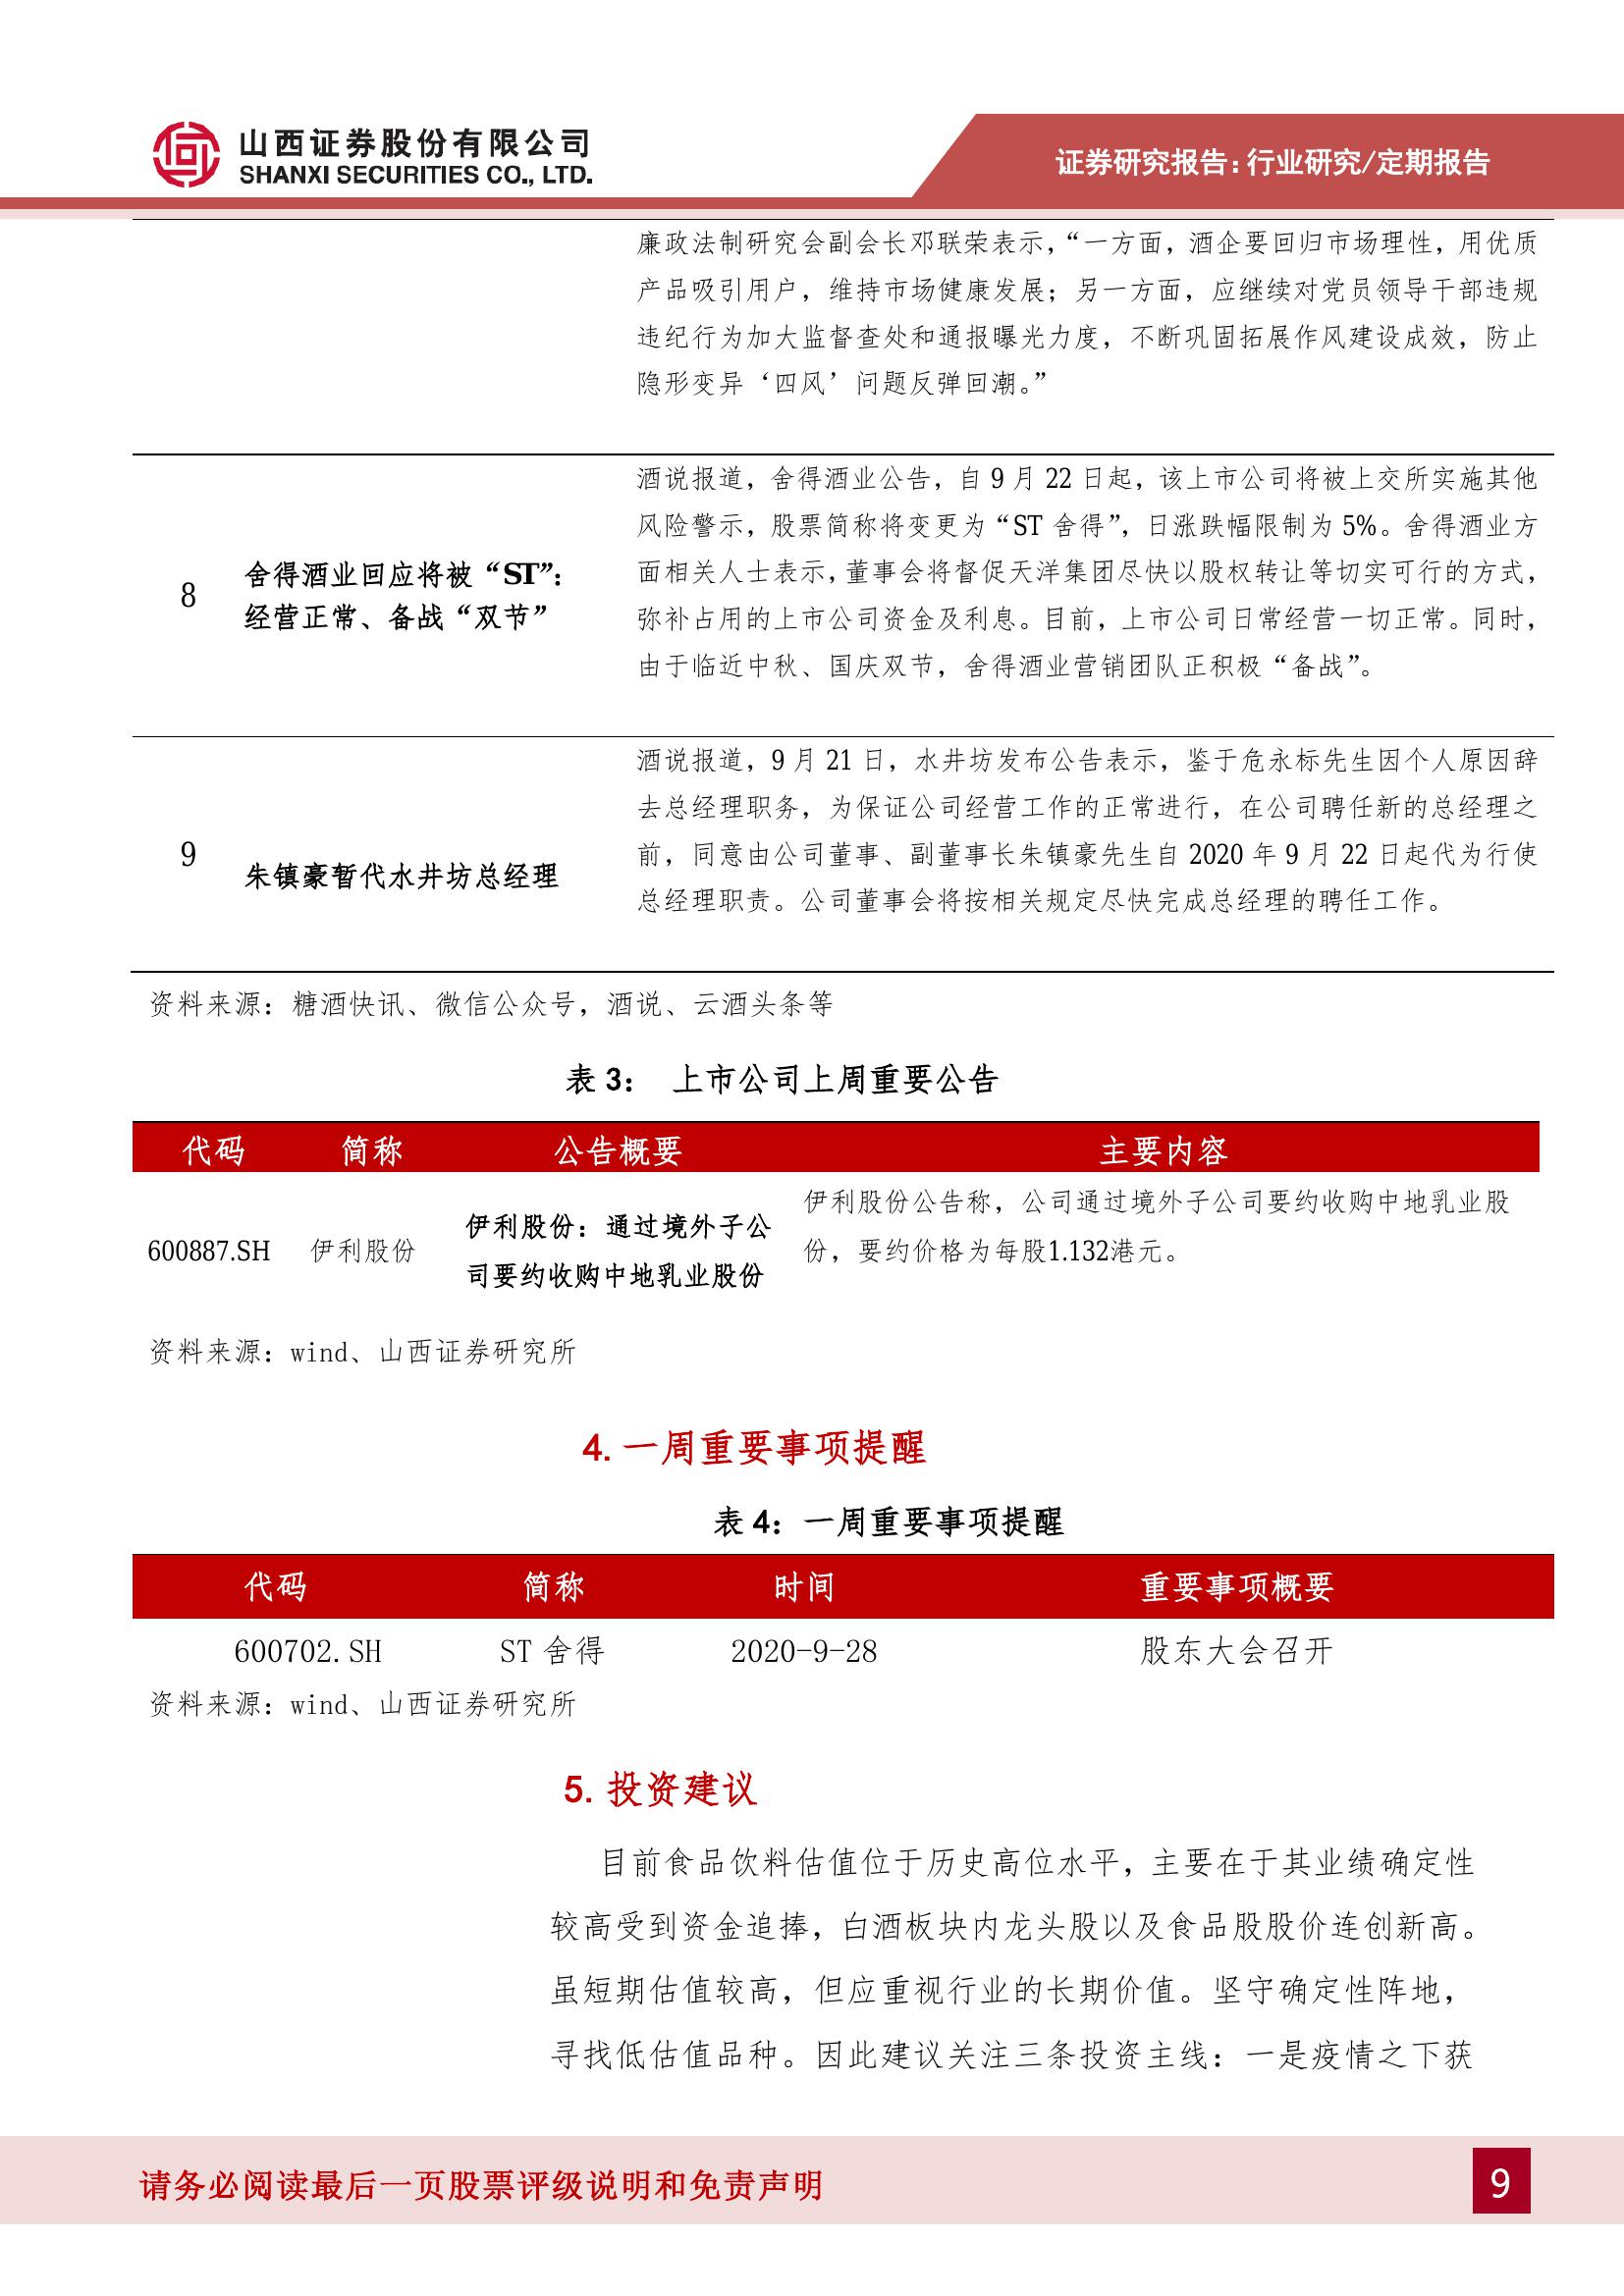 山西证券股份有限公司
SHANXI SECURITIES CO., LTD.
证券研究报告：行业研究/定期报告
廉政法制研究会副会长邓联荣表示，“一方面，酒企要回归市场理性，用优质
产品吸引用户，维持市场健康发展；另一方面，应继续对党员领导干部违规
违纪行为加大监督查处和通报曝光力度，不断巩固拓展作风建设成效，防止
隐形变异‘四风’问题反弹回潮。”
8
舍得酒业回应将被“ST”：
经营正常、备战“双节”
酒说报道，舍得酒业公告，自 9 月 22 日起，该上市公司将被上交所实施其他
风险警示，股票简称将变更为“ST 舍得”，日涨跌幅限制为 5%。舍得酒业方
面相关人士表示，董事会将督促天洋集团尽快以股权转让等切实可行的方式，
弥补占用的上市公司资金及利息。目前，上市公司日常经营一切正常。同时，
由于临近中秋、国庆双节，舍得酒业营销团队正积极“备战”。
9
朱镇豪暂代水井坊总经理
酒说报道，9 月 21 日，水井坊发布公告表示，鉴于危永标先生因个人原因辞
去总经理职务，为保证公司经营工作的正常进行，在公司聘任新的总经理之
前，同意由公司董事、副董事长朱镇豪先生自 2020 年 9 月 22 日起代为行使
总经理职责。公司董事会将按相关规定尽快完成总经理的聘任工作。
资料来源：糖酒快讯、微信公众号，酒说、云酒头条等
表 3： 上市公司上周重要公告
代码 简称 公告概要 主要内容
600887.SH 伊利股份
伊利股份：通过境外子公
司要约收购中地乳业股份
伊利股份公告称，公司通过境外子公司要约收购中地乳业股
份，要约价格为每股1.132港元。
资料来源：wind、山西证券研究所
4. 一周重要事项提醒
表 4：一周重要事项提醒
代码 简称 时间 重要事项概要
600702.SH ST 舍得 2020-9-28 股东大会召开
资料来源：wind、山西证券研究所
5. 投资建议
目前食品饮料估值位于历史高位水平，主要在于其业绩确定性
较高受到资金追捧，白酒板块内龙头股以及食品股股价连创新高。
虽短期估值较高，但应重视行业的长期价值。坚守确定性阵地，
寻找低估值品种。因此建议关注三条投资主线：一是疫情之下获
请务必阅读最后一页股票评级说明和免责声明
9